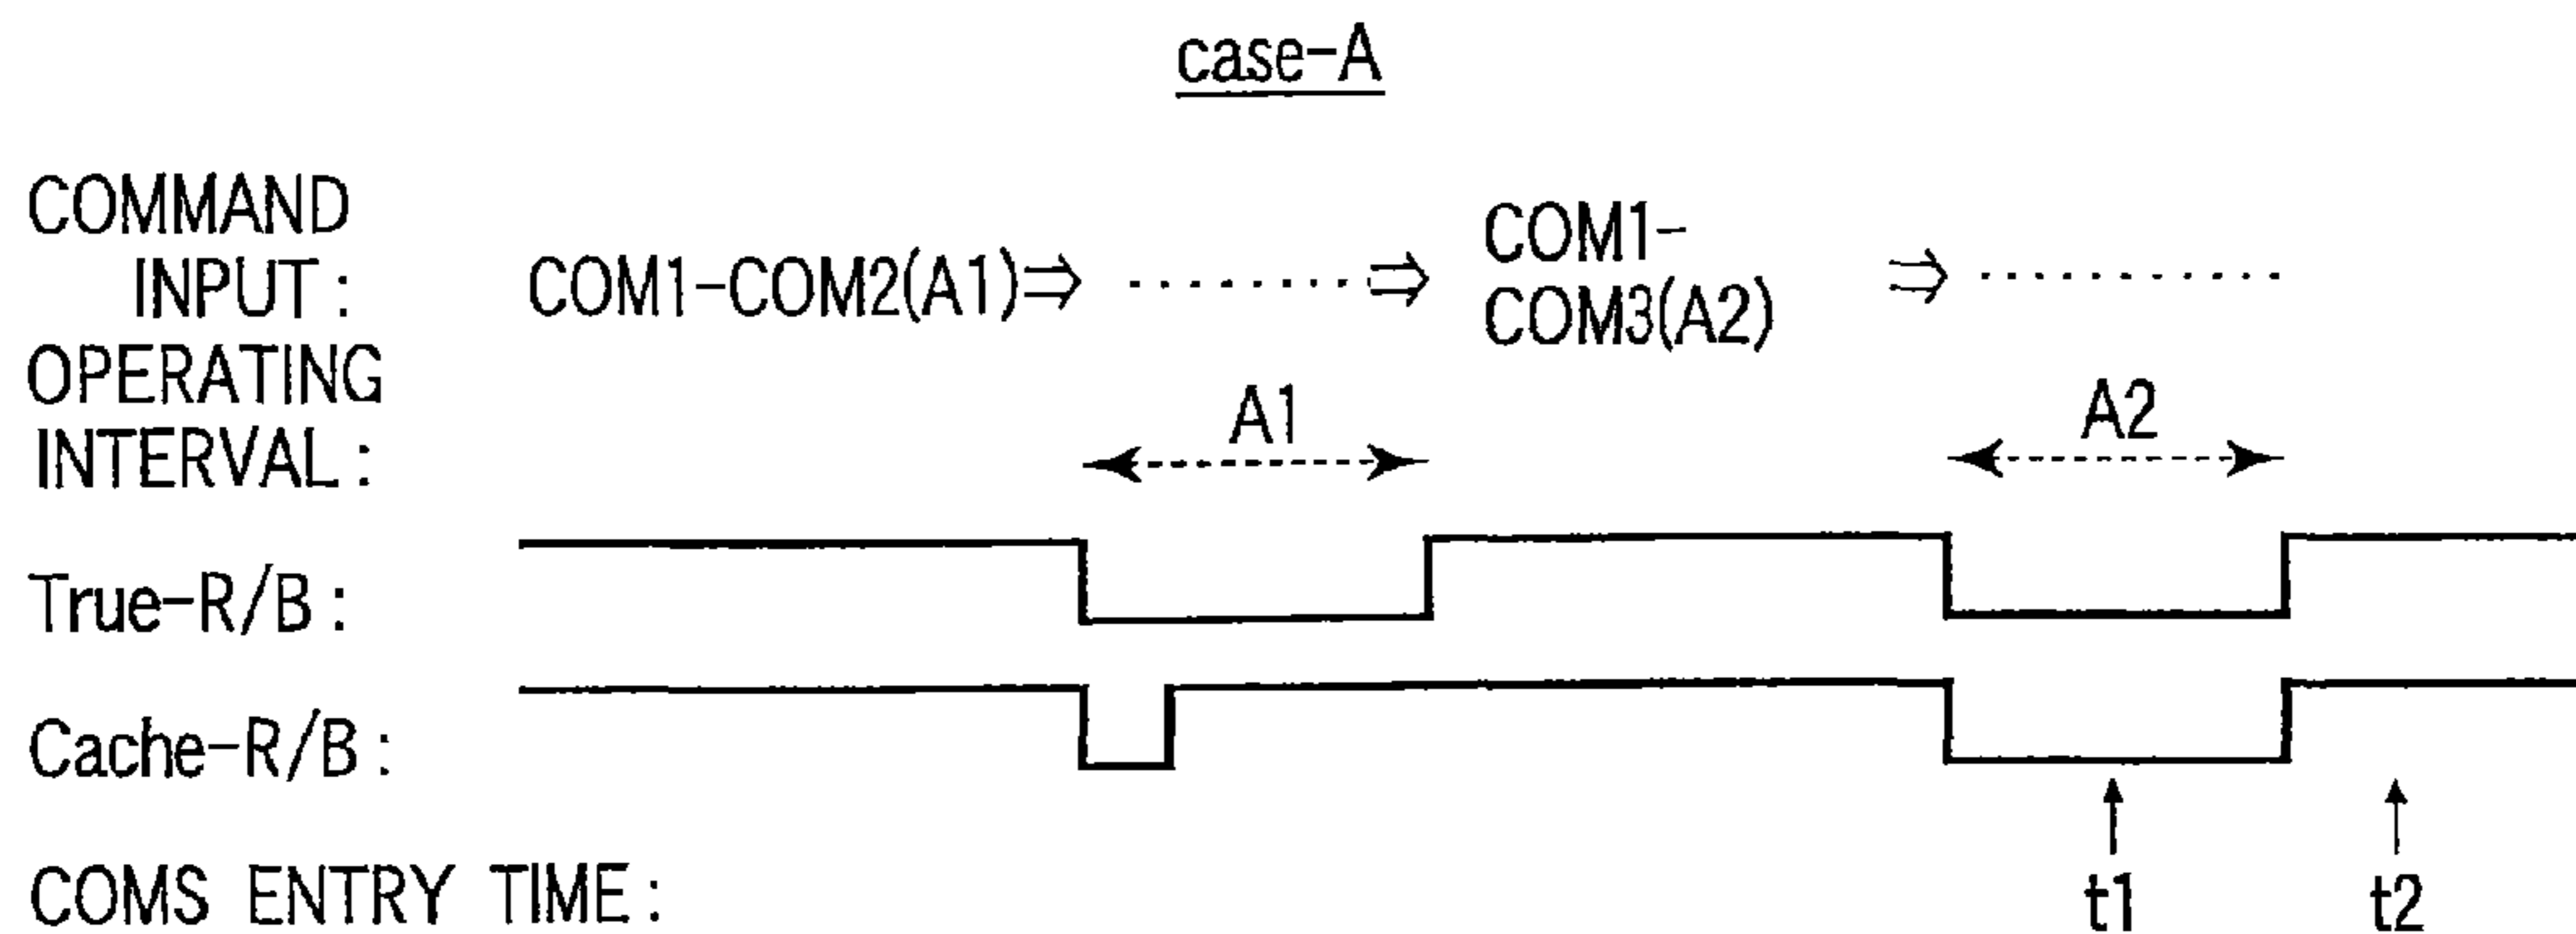 case-A
COMMAND
INPUT :
COM1-COM2(A1)⇒ ........⇒ COM1-
COM3(A2) ⇒ ..........
OPERATING
INTERVAL :
A1 A2
True-R/B :
Cache-R/B :
COMS ENTRY TIME : t1 t2